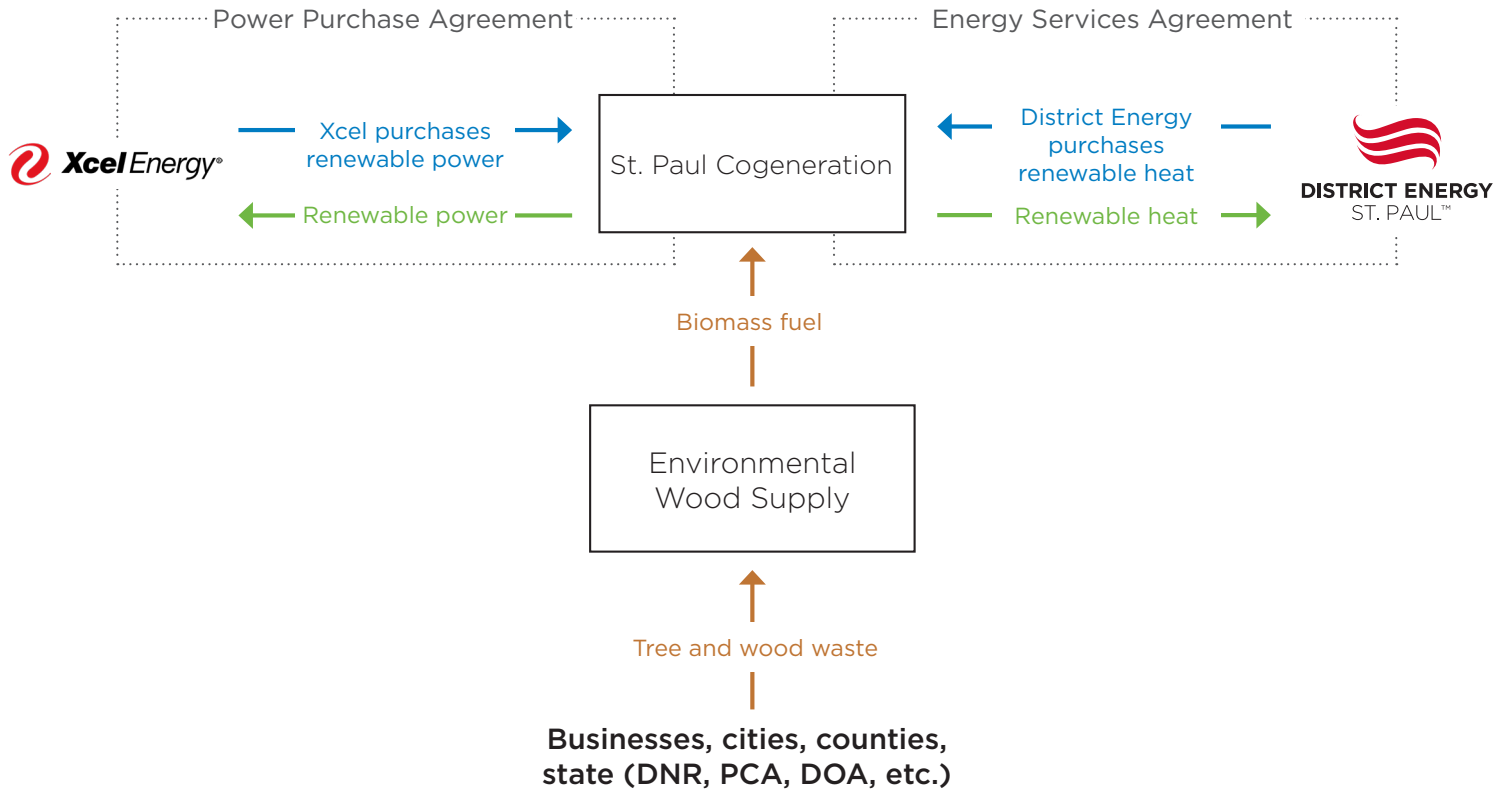 Power Purchase Agreement
Energy Services Agreement
Xcel Energy®
Xcel purchases
renewable power
Renewable power
St. Paul Cogeneration
District Energy
purchases
renewable heat
Renewable heat
DISTRICT ENERGY
ST. PAUL™
Biomass fuel
Environmental
Wood Supply
Tree and wood waste
Businesses, cities, counties,
state (DNR, PCA, DOA, etc.)